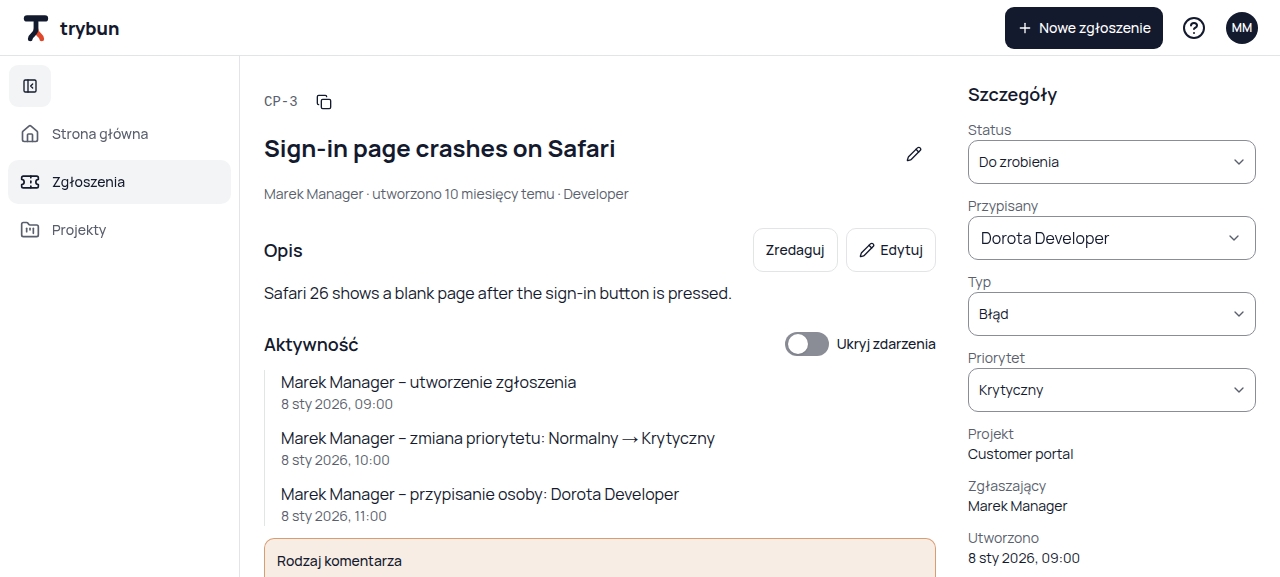 trybun
Nowe zgłoszenie
MM
Strona główna
Zgłoszenia
Projekty
CP-3
Sign-in page crashes on Safari
Marek Manager · utworzono 10 miesięcy temu · Developer
Opis
Zredaguj
Edytuj
Safari 26 shows a blank page after the sign-in button is pressed.
Aktywność
Ukryj zdarzenia
Marek Manager – utworzenie zgłoszenia
8 sty 2026, 09:00
Marek Manager – zmiana priorytetu: Normalny → Krytyczny
8 sty 2026, 10:00
Marek Manager – przypisanie osoby: Dorota Developer
8 sty 2026, 11:00
Rodzaj komentarza
Szczegóły
Status
Do zrobienia
Przypisany
Dorota Developer
Typ
Błąd
Priorytet
Krytyczny
Projekt
Customer portal
Zgłaszający
Marek Manager
Utworzono
8 sty 2026, 09:00